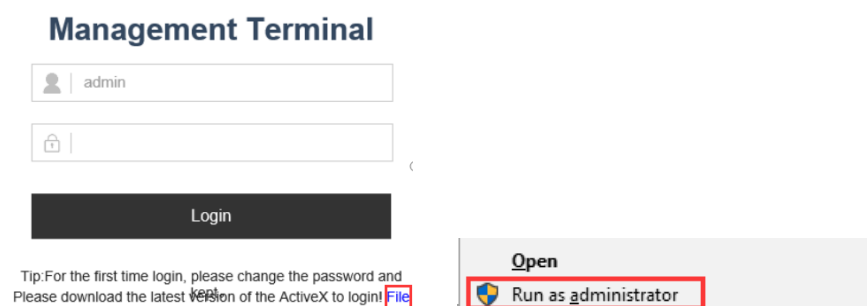 Management Terminal
admin
Login
Tip:For the first time login, please change the password and
kept.
Please download the latest version of the ActiveX to login! File
Open
Run as administrator